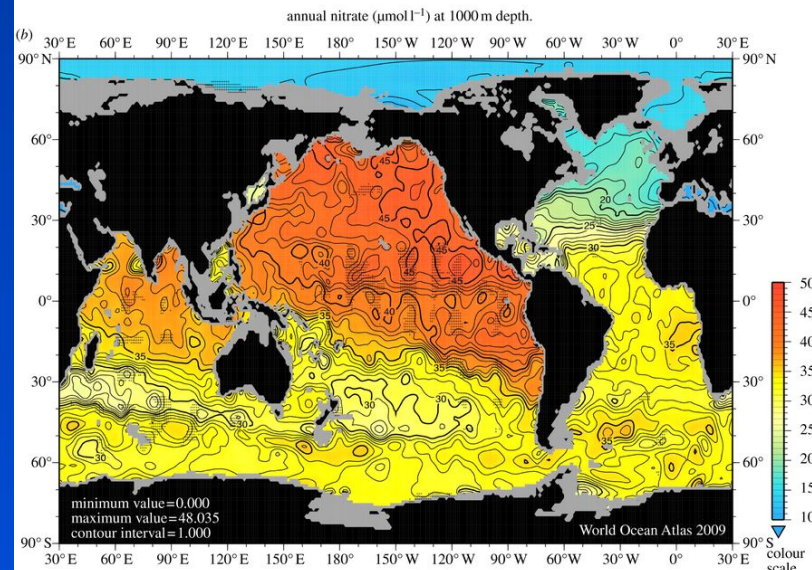 annual nitrate (µmol l⁻¹) at 1000 m depth.
(b)
30° E 60° E 90° E 120° E 150° E 180° 150° W 120° W 90° W 60° W 30° W 0° 30° E
90° N 90° N
60° 60°
45
45
20
30° 30°
25
30
45
40
45
45
0° 0°
35
40
50
45
40
35
30
25
20
15
10
35
35
30° 30°
30
30
30
35
60° 60°
30
minimum value=0.000
maximum value=48.035
contour interval=1.000
World Ocean Atlas 2009
90° S 90° S
30° E 60° E 90° E 120° E 150° E 180° 150° W 120° W 90° W 60° W 30° W 0° 30° E
colour
scale